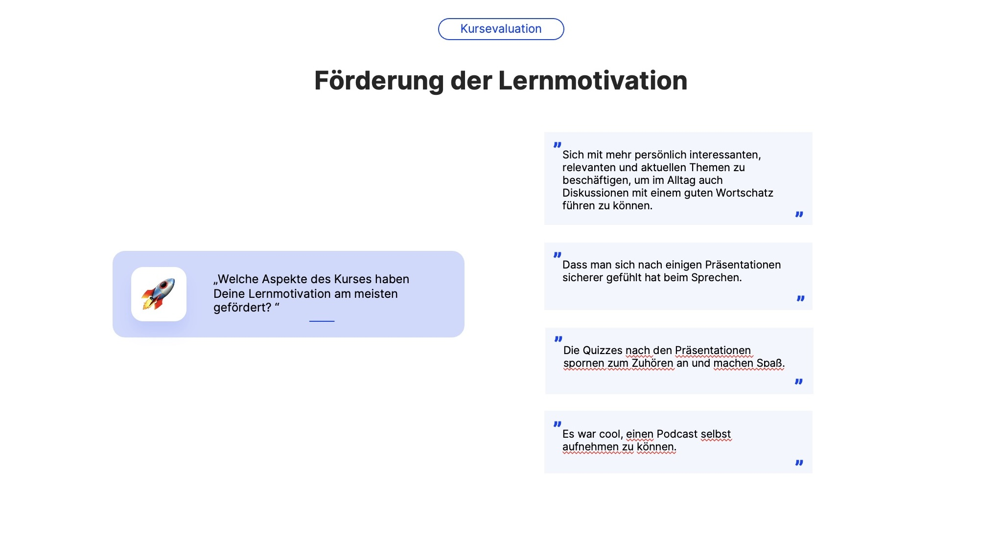 Kursevaluation
Förderung der Lernmotivation
„Welche Aspekte des Kurses haben
Deine Lernmotivation am meisten
gefördert? “
”
Sich mit mehr persönlich interessanten,
relevanten und aktuellen Themen zu
beschäftigen, um im Alltag auch
Diskussionen mit einem guten Wortschatz
führen zu können.
”
”
Dass man sich nach einigen Präsentationen
sicherer gefühlt hat beim Sprechen.
”
”
Die Quizzes nach den Präsentationen
spornen zum Zuhören an und machen Spaß.
”
”
Es war cool, einen Podcast selbst
aufnehmen zu können.
”